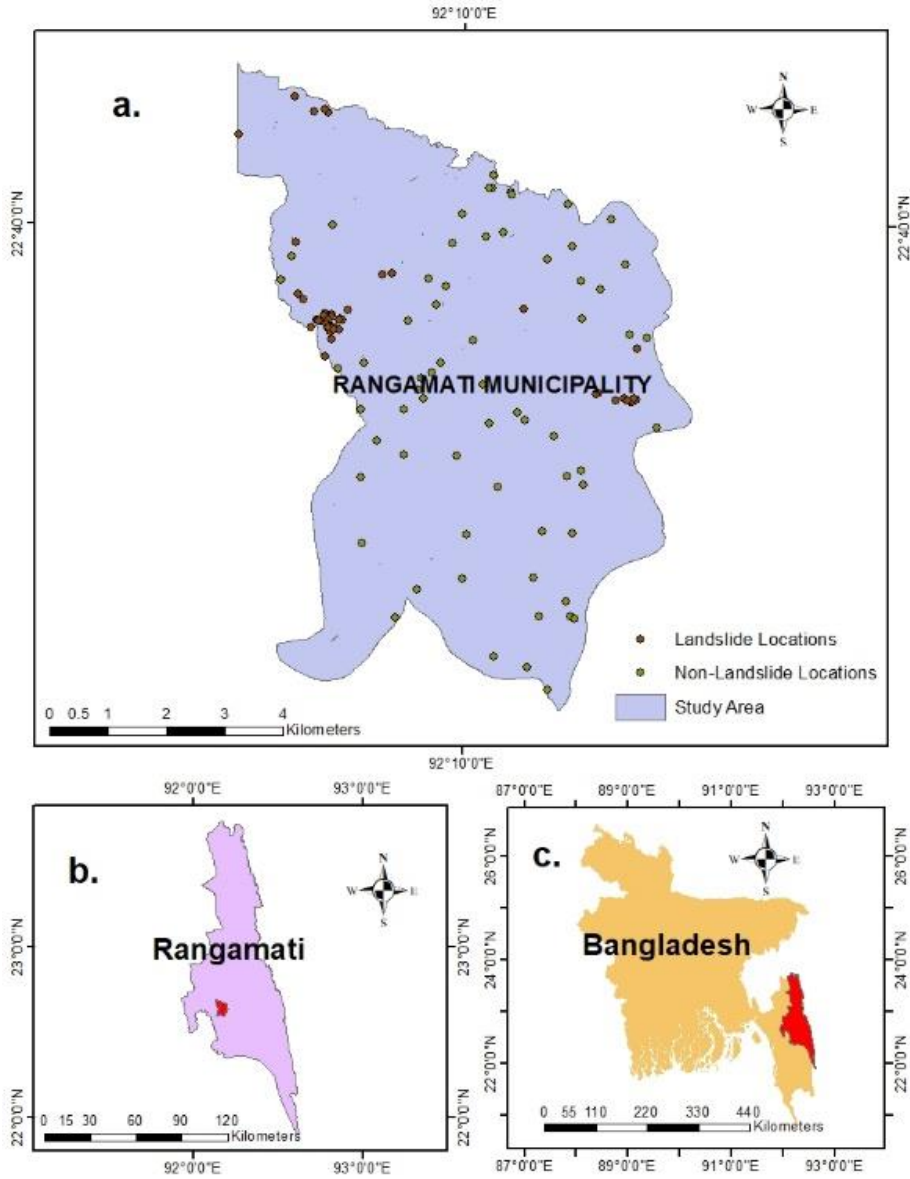 92°10'0"E
a.
N
W E
S
22°40'0"N
22°40'0"N
RANGAMATI MUNICIPALITY
Landslide Locations
Non-Landslide Locations
Study Area
0 0.5 1 2 3 4
Kilometers
92°10'0"E
92°0'0"E 93°0'0"E
b.
N
W E
S
Rangamati
23°0'0"N
23°0'0"N
22°0'0"N
22°0'0"N
0 15 30 60 90 120
Kilometers
92°0'0"E 93°0'0"E
87°0'0"E 89°0'0"E 91°0'0"E 93°0'0"E
c.
N
W E
S
Bangladesh
26°0'0"N
26°0'0"N
24°0'0"N
24°0'0"N
22°0'0"N
22°0'0"N
0 55 110 220 330 440
Kilometers
87°0'0"E 89°0'0"E 91°0'0"E 93°0'0"E